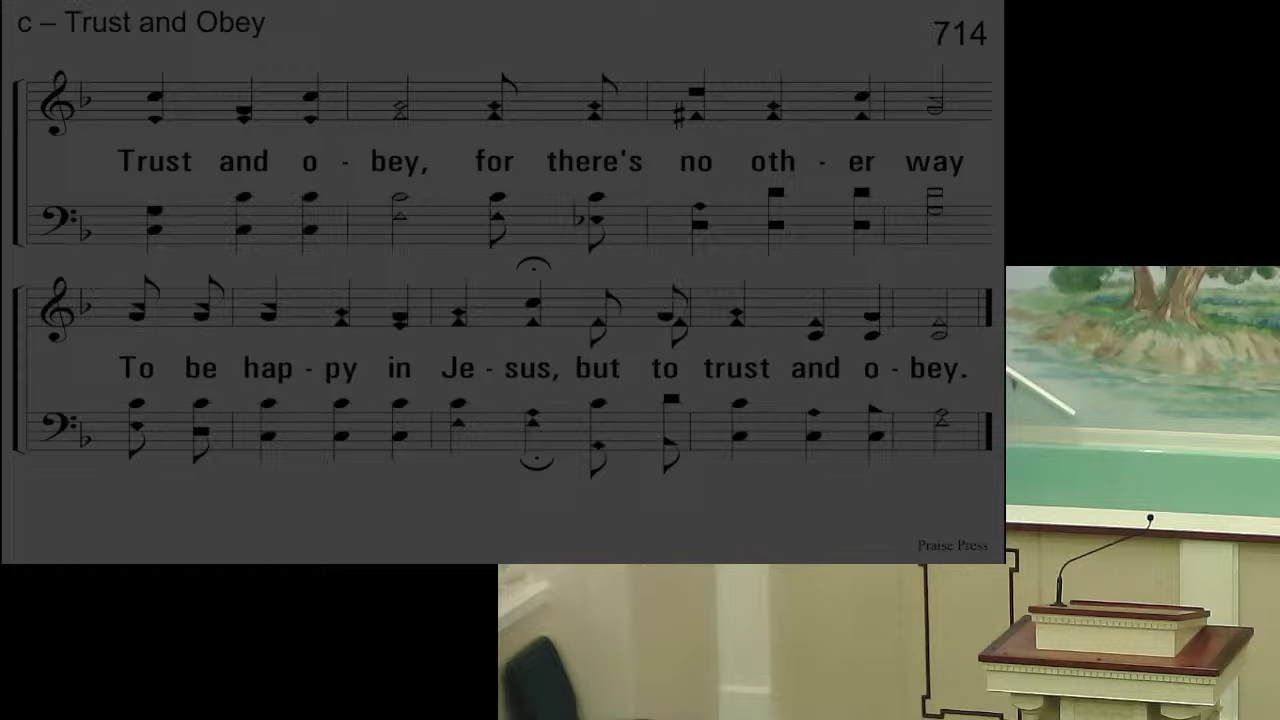 c – Trust and Obey
714
Trust and o - bey, for there's no oth - er way
To be hap - py in Je - sus, but to trust and o - bey.
Praise Press